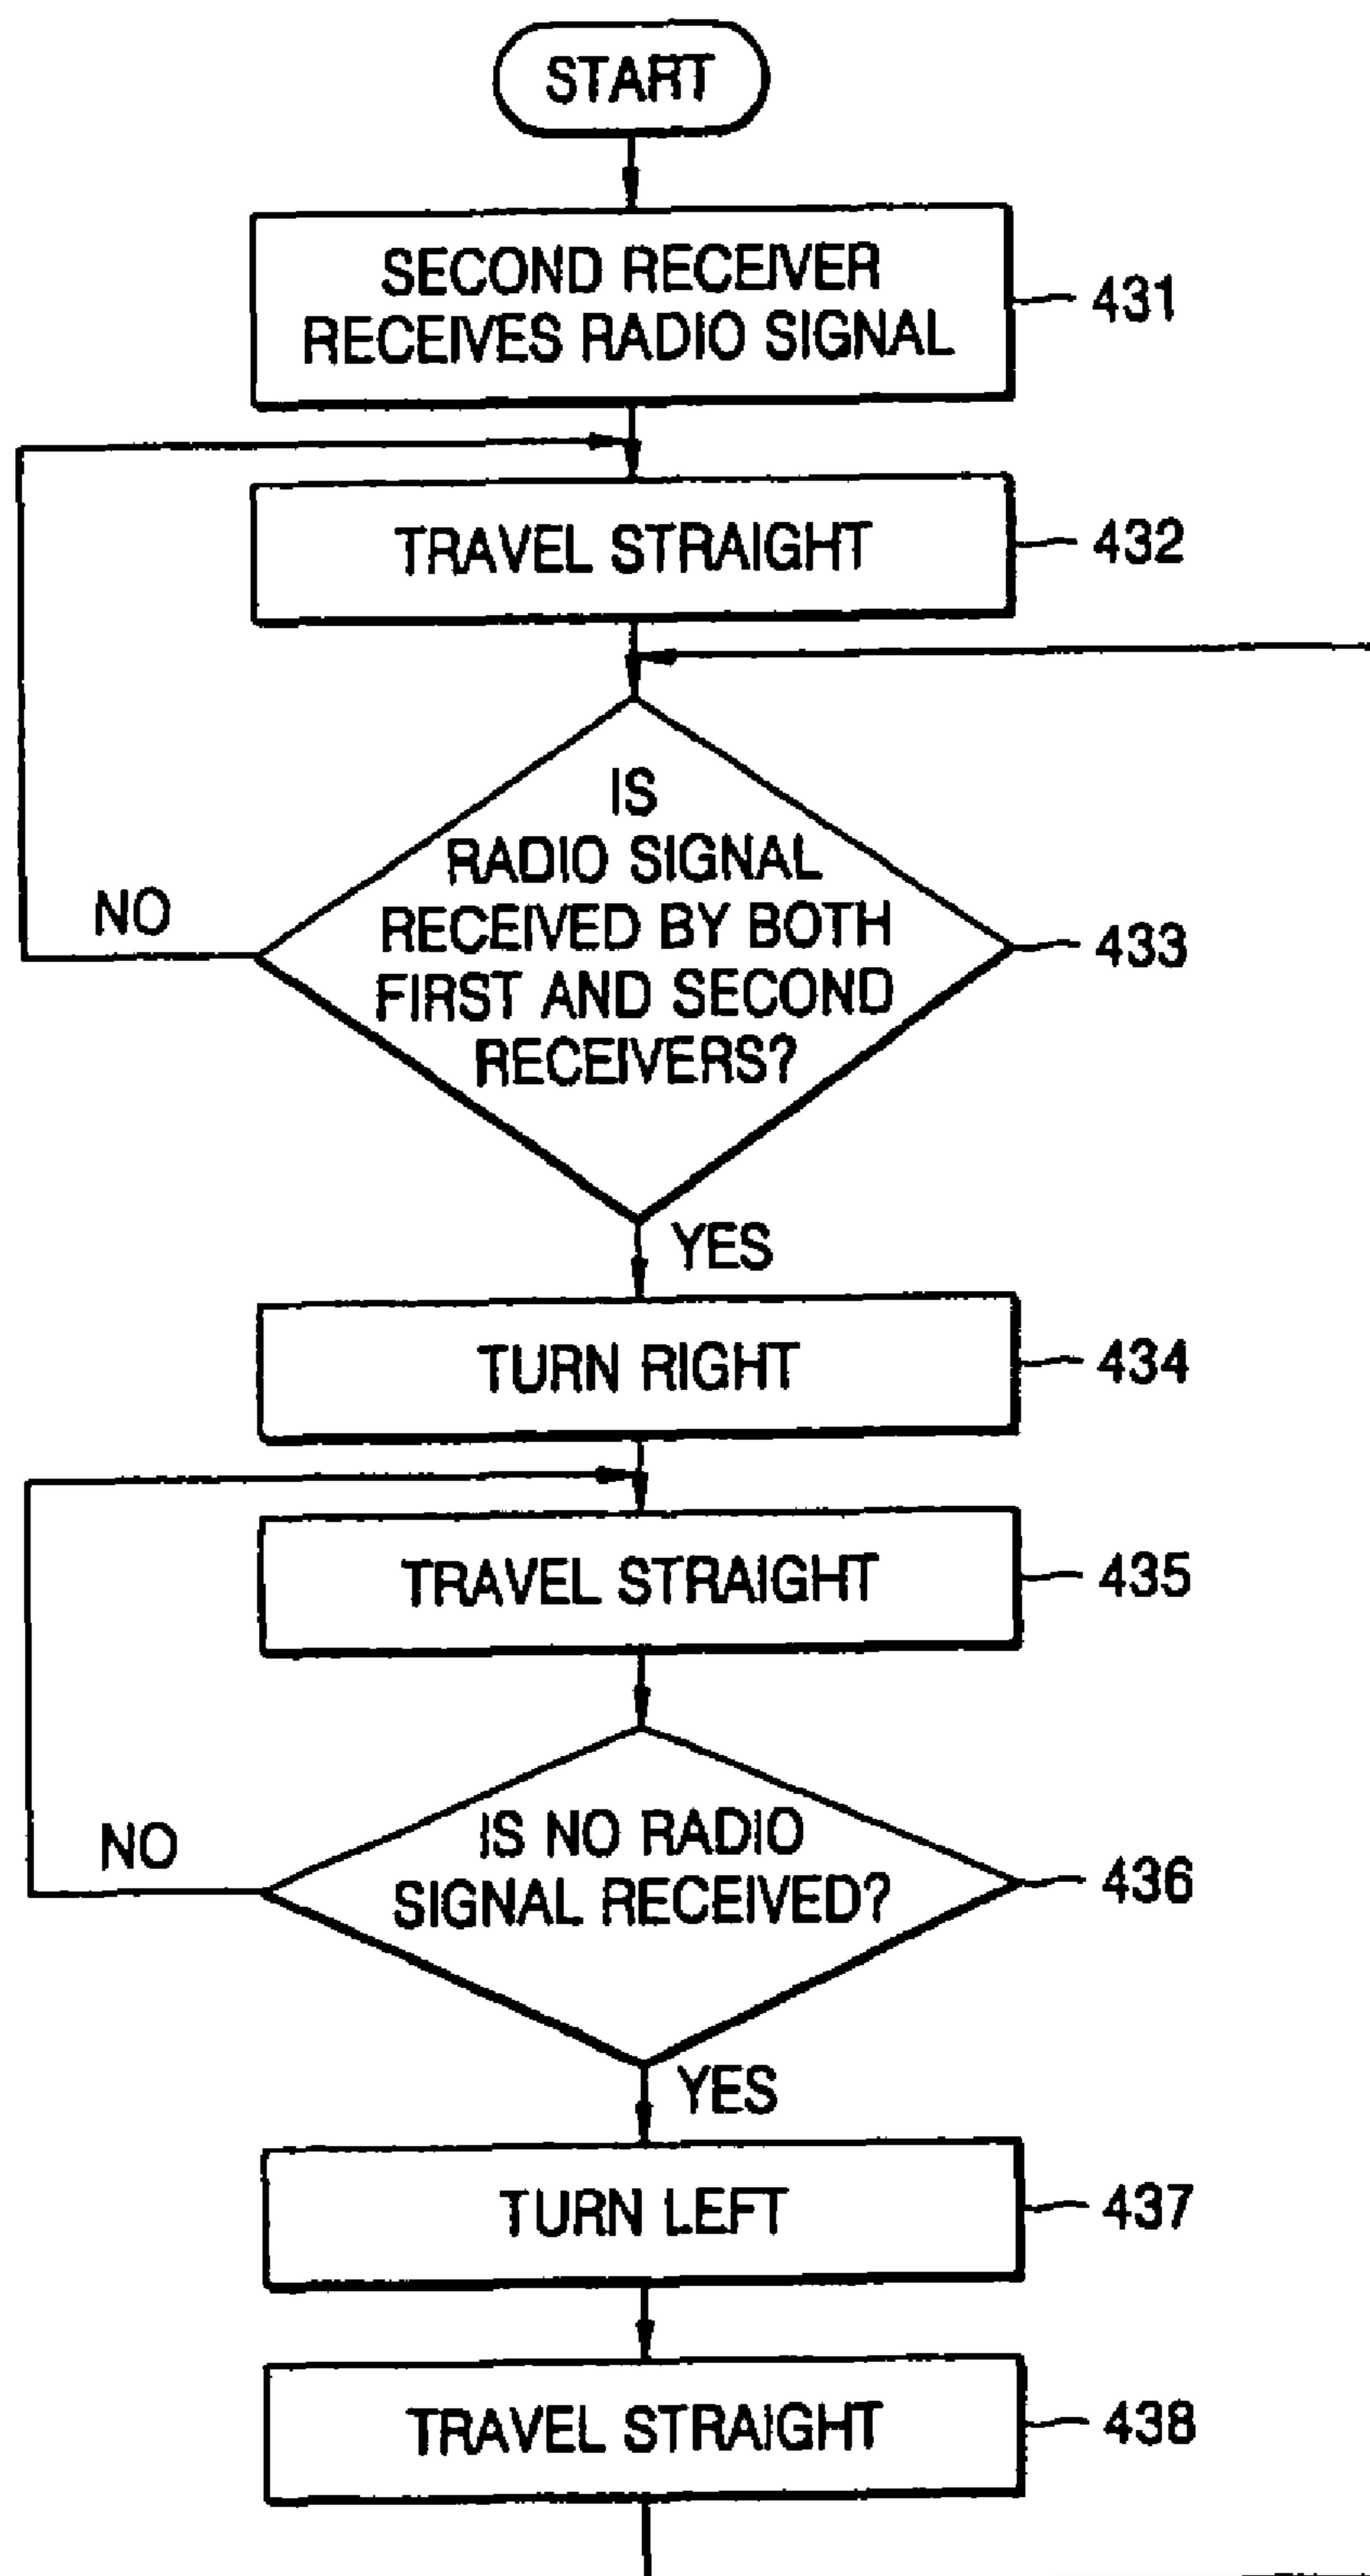 START
SECOND RECEIVER
RECEIVES RADIO SIGNAL
431
TRAVEL STRAIGHT
432
IS
RADIO SIGNAL
RECEIVED BY BOTH
FIRST AND SECOND
RECEIVERS?
433
NO
YES
TURN RIGHT
434
TRAVEL STRAIGHT
435
IS NO RADIO
SIGNAL RECEIVED?
436
NO
YES
TURN LEFT
437
TRAVEL STRAIGHT
438